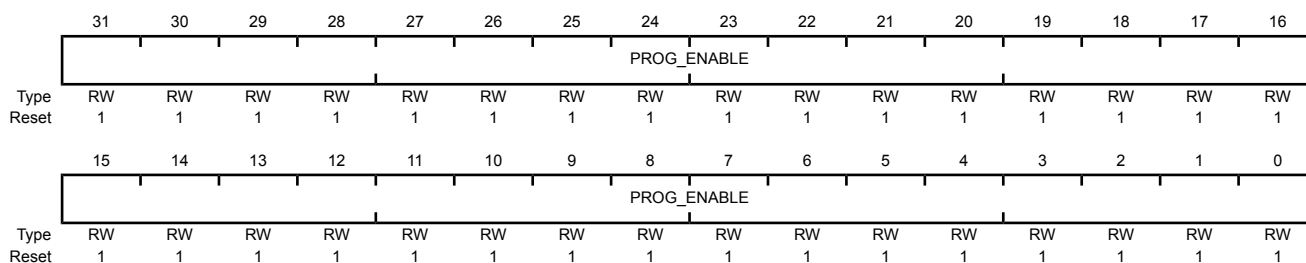 31 30 29 28 27 26 25 24 23 22 21 20 19 18 17 16
PROG_ENABLE
Type RW RW RW RW RW RW RW RW RW RW RW RW RW RW RW RW
Reset 1 1 1 1 1 1 1 1 1 1 1 1 1 1 1 1
15 14 13 12 11 10 9 8 7 6 5 4 3 2 1 0
PROG_ENABLE
Type RW RW RW RW RW RW RW RW RW RW RW RW RW RW RW RW
Reset 1 1 1 1 1 1 1 1 1 1 1 1 1 1 1 1